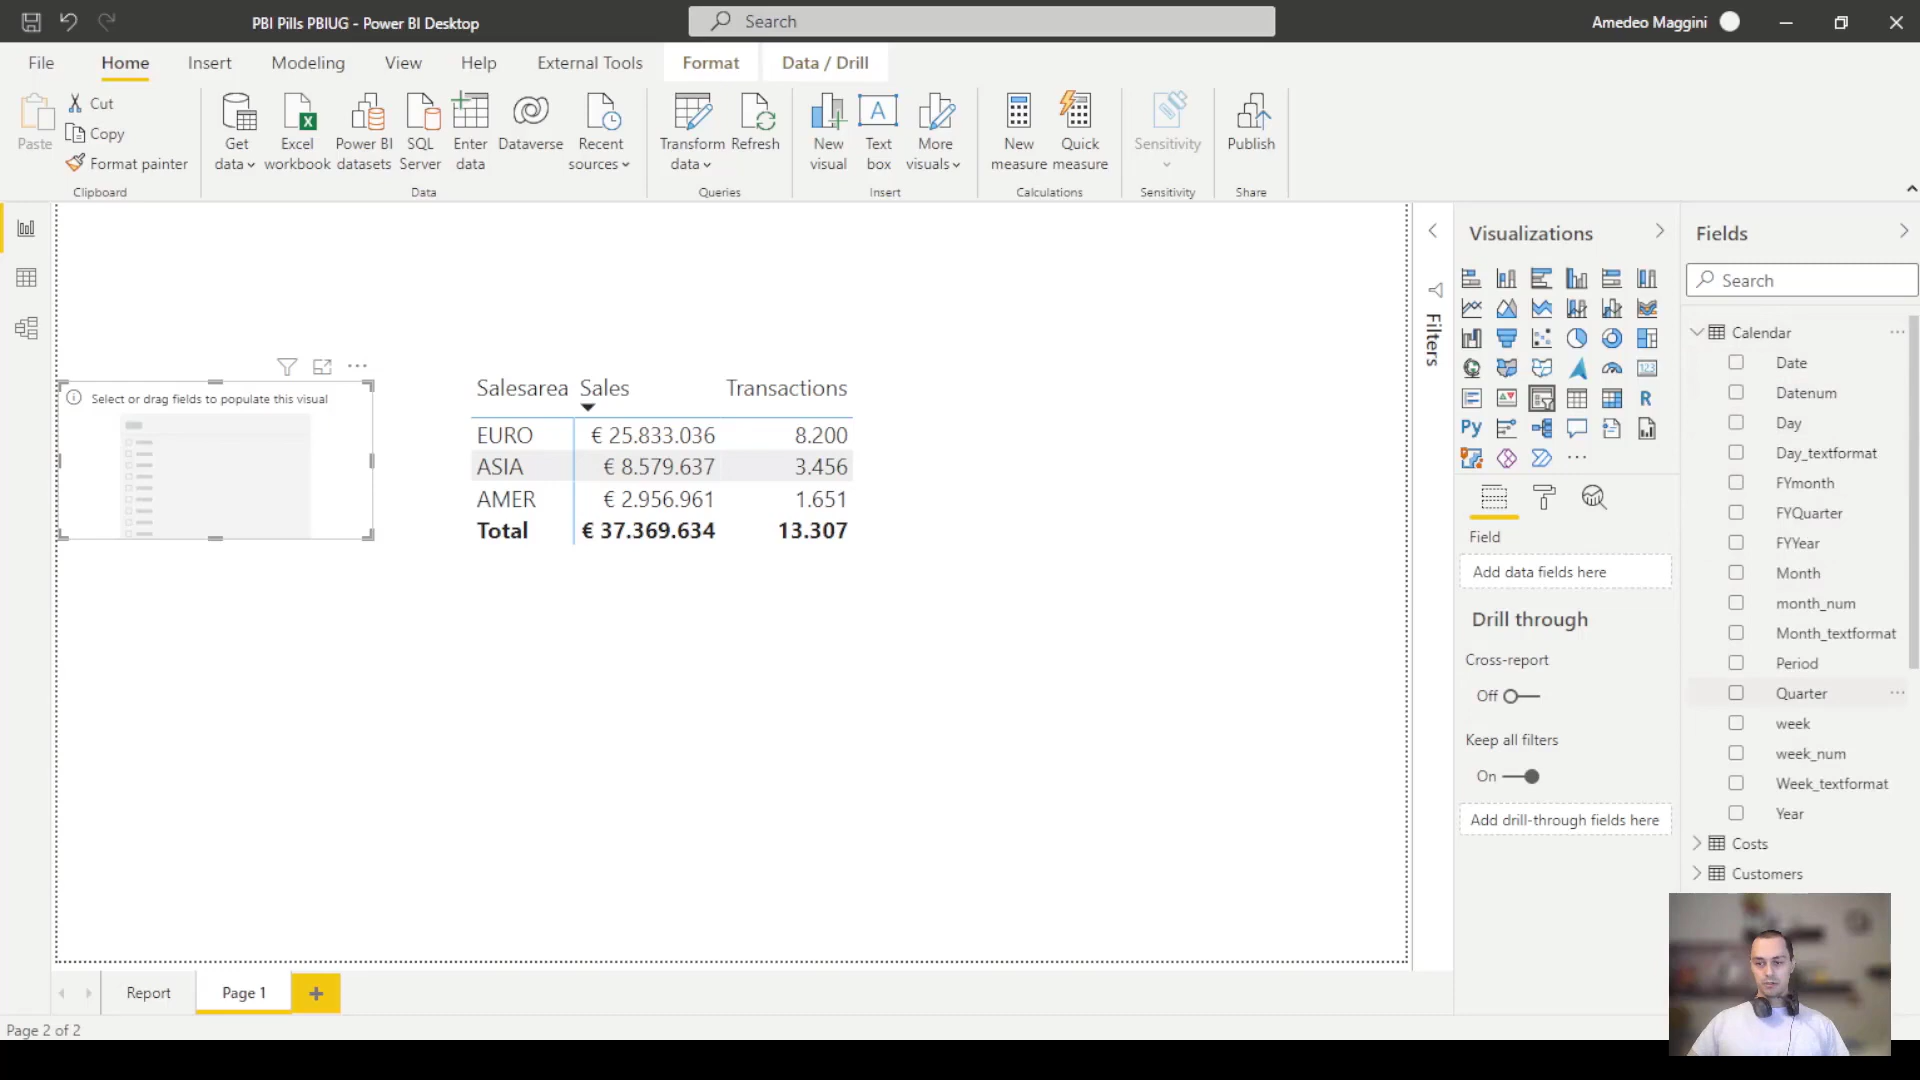 PBI Pills PBIUG - Power BI Desktop
Search
Amedeo Maggini
File
Home
Insert
Modeling
View
Help
External Tools
Format
Data / Drill
Paste
Cut
Copy
Format painter
Clipboard
Get data
Excel workbook
Power BI datasets
SQL Server
Enter data
Dataverse
Recent sources
Data
Transform data
Refresh
Queries
New visual
A
Text box
More visuals
Insert
New measure
Quick measure
Calculations
Sensitivity
Sensitivity
Publish
Share
Select or drag fields to populate this visual
Salesarea Sales Transactions
EURO € 25.833.036 8.200
ASIA € 8.579.637 3.456
AMER € 2.956.961 1.651
Total € 37.369.634 13.307
Filters
Visualizations
123
R
Py
Field
Add data fields here
Drill through
Cross-report
Off
Keep all filters
On
Add drill-through fields here
Fields
Search
Calendar
Date
Datenum
Day
Day_textformat
FYmonth
FYQuarter
FYYear
Month
month_num
Month_textformat
Period
Quarter
week
week_num
Week_textformat
Year
Costs
Customers
Report
Page 1
Page 2 of 2